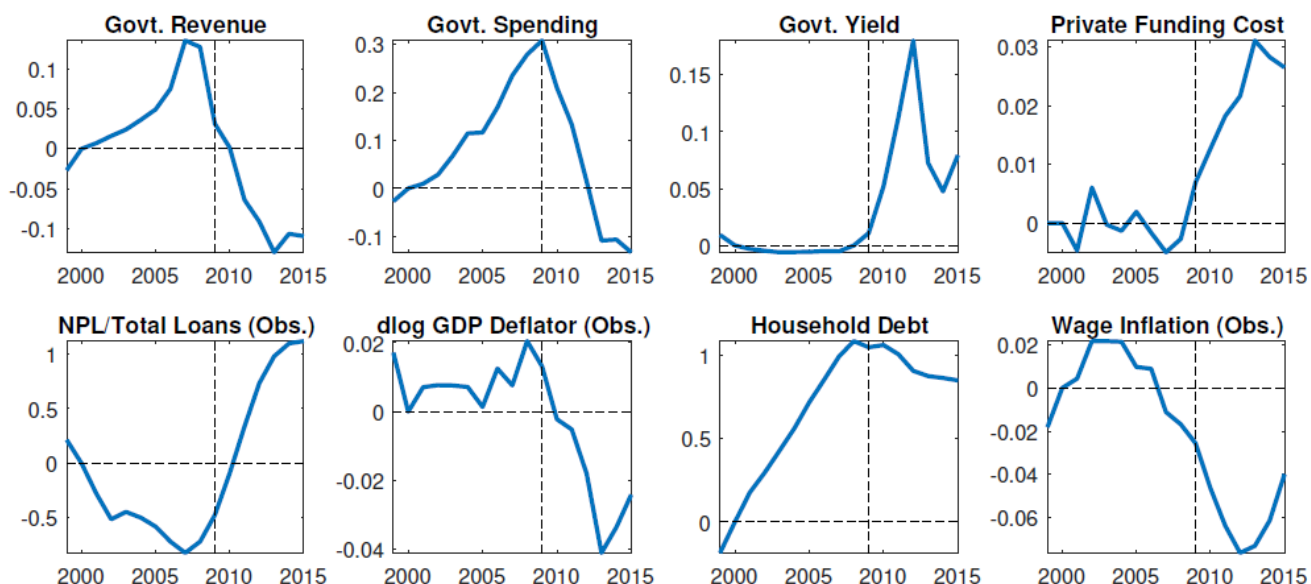 Govt. Revenue
0.1
0.05
0
-0.05
-0.1
2000 2005 2010 2015
Govt. Spending
0.3
0.2
0.1
0
-0.1
2000 2005 2010 2015
Govt. Yield
0.15
0.1
0.05
0
2000 2005 2010 2015
Private Funding Cost
0.03
0.02
0.01
0
2000 2005 2010 2015
NPL/Total Loans (Obs.)
1
0.5
0
-0.5
2000 2005 2010 2015
dlog GDP Deflator (Obs.)
0.02
0
-0.02
-0.04
2000 2005 2010 2015
Household Debt
1
0.5
0
2000 2005 2010 2015
Wage Inflation (Obs.)
0.02
0
-0.02
-0.04
-0.06
2000 2005 2010 2015